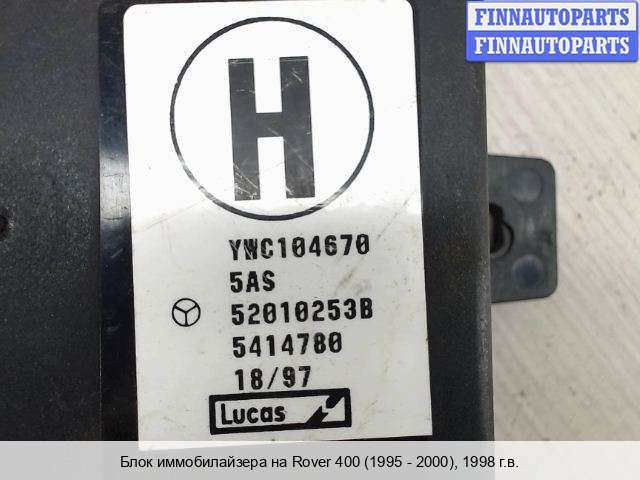 FINNAUTOPARTS
FINNAUTOPARTS
H
YWC104670
5AS
52010253B
5414780
18/97
Lucas
Блок иммобилайзера на Rover 400 (1995 - 2000), 1998 г.в.